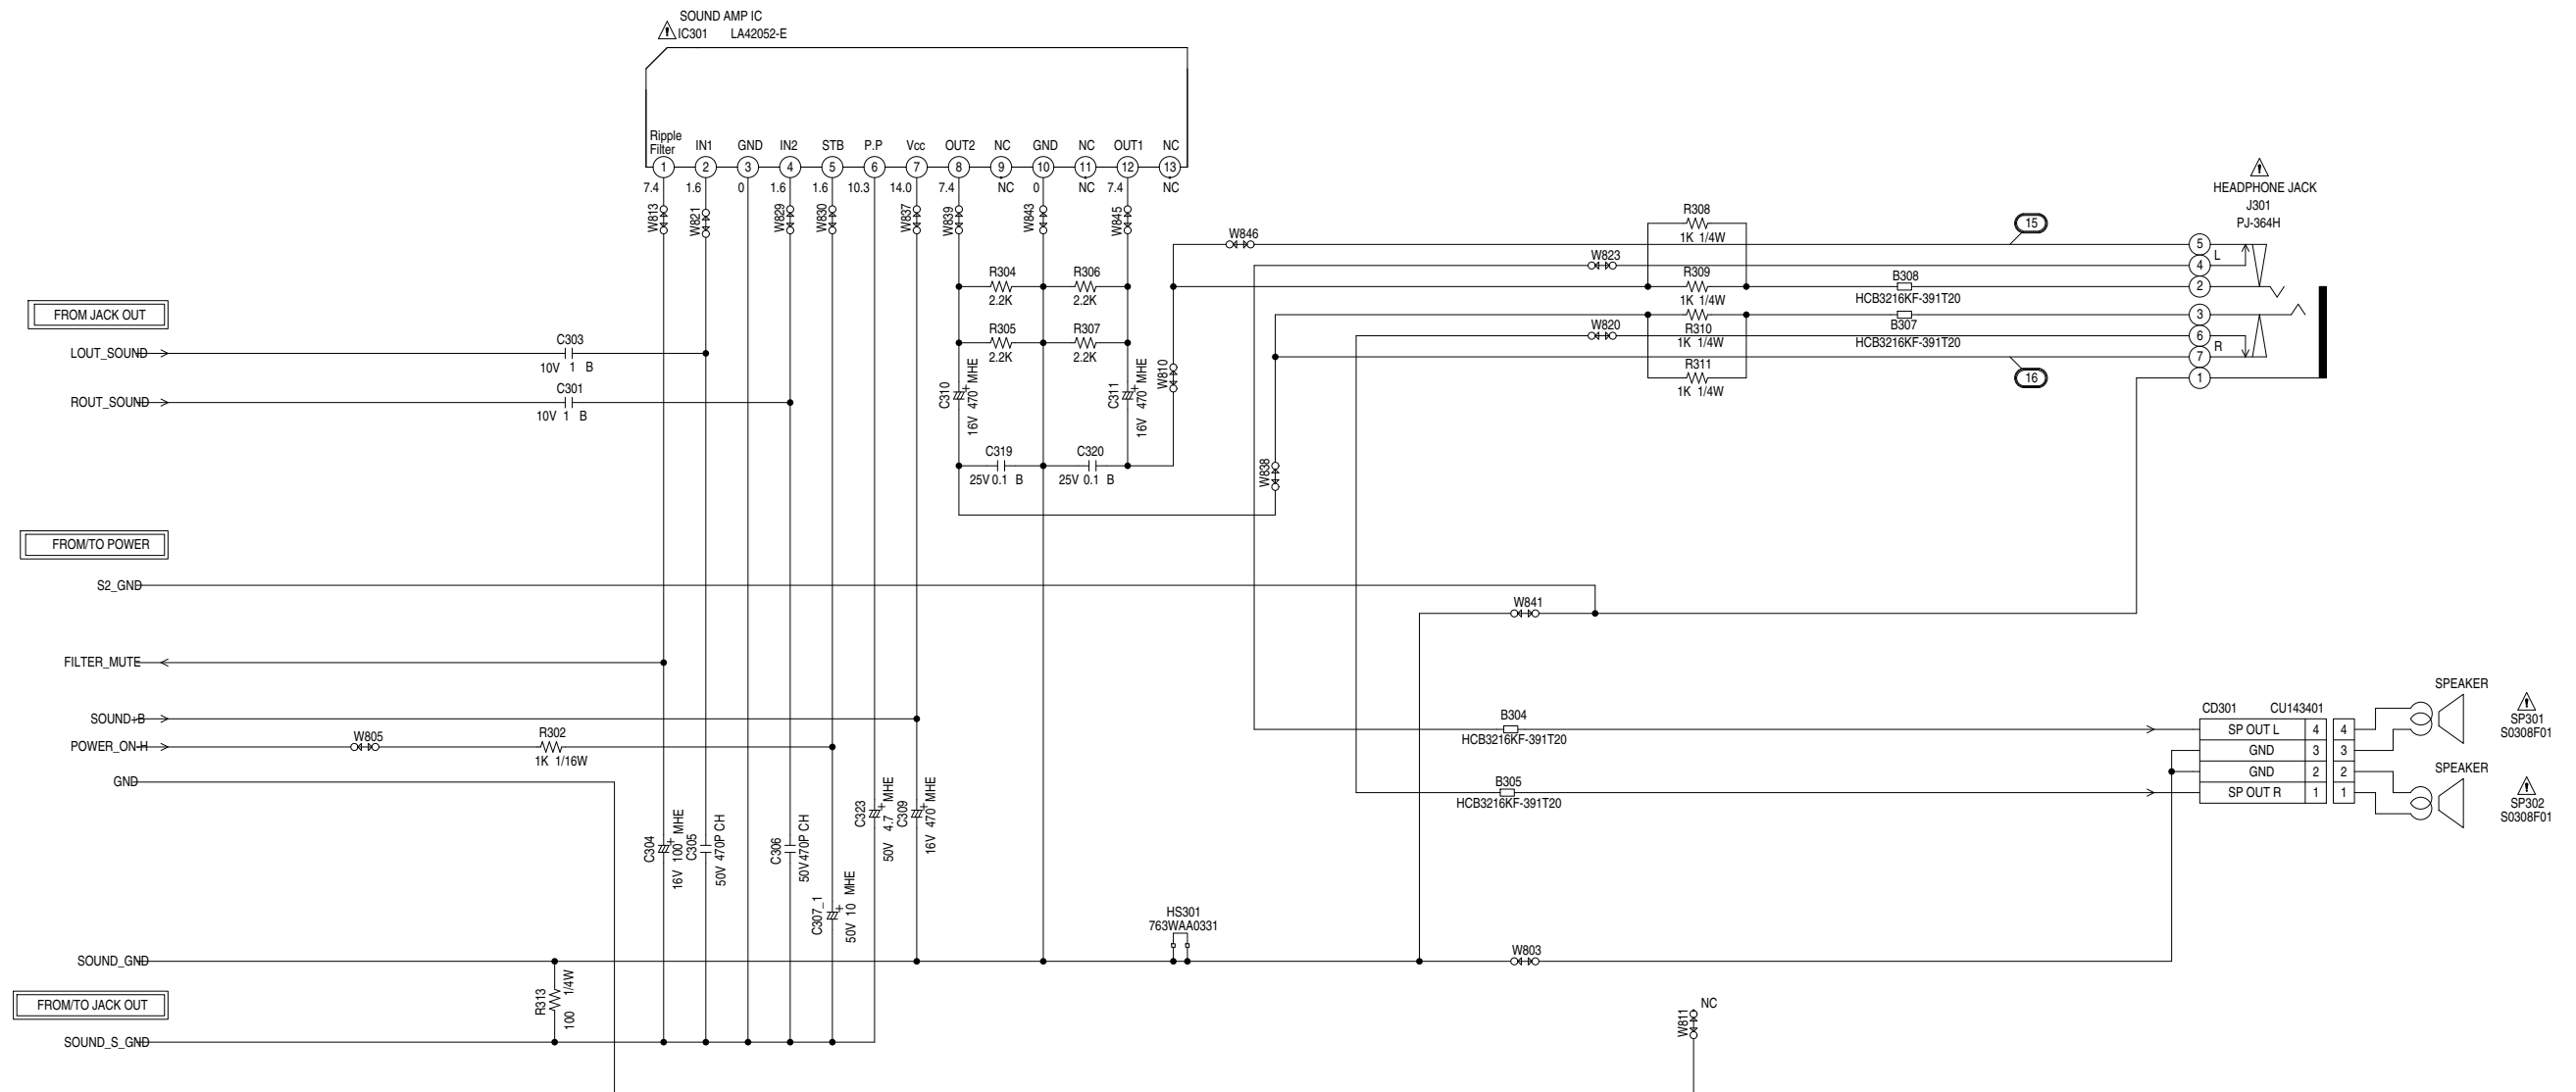 SOUND AMP IC
IC301 LA42052-E
Ripple
Filter
IN1 GND IN2 STB P.P Vcc OUT2 NC GND NC OUT1 NC
1 2 3 4 5 6 7 8 9 10 11 12 13
7.4 1.6 0 1.6 1.6 10.3 14.0 7.4 NC 0 NC 7.4 NC
W813 W821 W829 W830 W837 W839 W843 W845
HEADPHONE JACK
J301
PJ-364H
R308
1K 1/4W
15
W846
W823
5
L
4
2
R304
2.2K
R306
2.2K
R309
1K 1/4W
B308
HCB3216KF-391T20
FROM JACK OUT
R305
2.2K
R307
2.2K
W820
R310
1K 1/4W
B307
HCB3216KF-391T20
3
6
R
7
1
LOUT_SOUND
C303
10V 1 B
R311
1K 1/4W
16
ROUT_SOUND
C301
10V 1 B
C310
16V 470 MHE
C311
16V 470 MHE
W810
C319
25V 0.1 B
C320
25V 0.1 B
W838
FROM/TO POWER
S2_GND
W841
FILTER_MUTE
SOUND+B
POWER_ON-H
W805
R302
1K 1/16W
GND
B304
HCB3216KF-391T20
B305
HCB3216KF-391T20
CD301 CU143401
SP OUT L 4 4
GND 3 3
GND 2 2
SP OUT R 1 1
SPEAKER
SP301
S0308F01
SPEAKER
SP302
S0308F01
C304
16V 100 MHE
C305
50V 470P CH
C306
50V 470P CH
C307_1
50V 10 MHE
C323
50V 4.7 MHE
C309
16V 470 MHE
HS301
763WAA0331
SOUND_GND
W803
R313
100 1/4W
FROM/TO JACK OUT
SOUND_S_GND
W811
NC